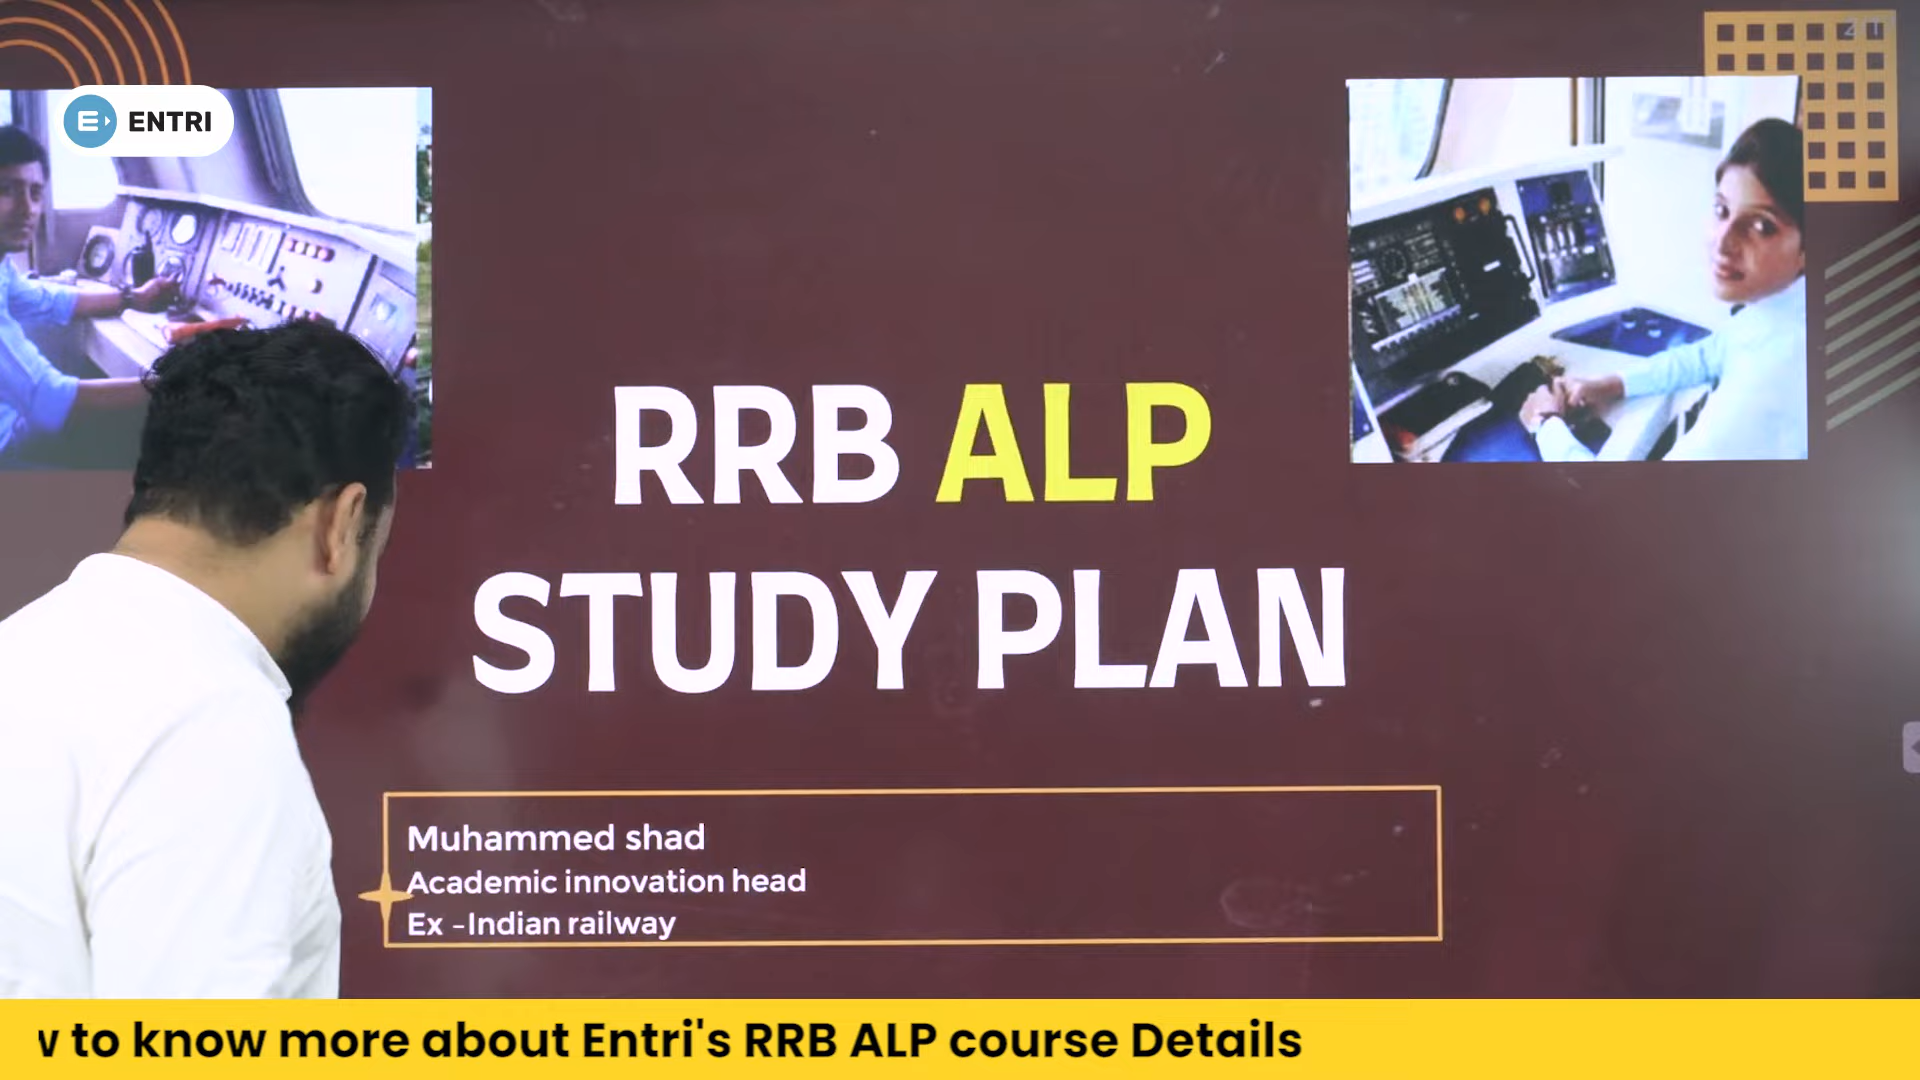 ENTRI
RRB ALP
STUDY PLAN
Muhammed shad
Academic innovation head
Ex -Indian railway
to know more about Entri's RRB ALP course Details